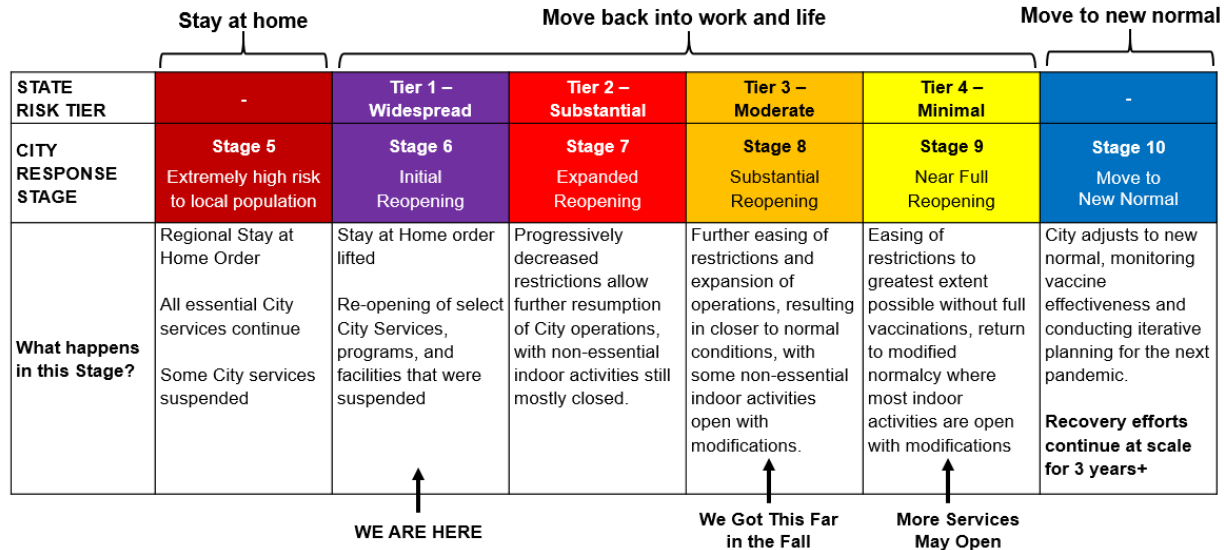 Stay at home
Move back into work and life
Move to new normal
STATE
RISK TIER
-
Tier 1 –
Widespread
Tier 2 –
Substantial
Tier 3 –
Moderate
Tier 4 –
Minimal
-
CITY
RESPONSE
STAGE
Stage 5
Extremely high risk
to local population
Stage 6
Initial
Reopening
Stage 7
Expanded
Reopening
Stage 8
Substantial
Reopening
Stage 9
Near Full
Reopening
Stage 10
Move to
New Normal
What happens
in this Stage?
Regional Stay at
Home Order
All essential City
services continue
Some City services
suspended
Stay at Home order
lifted
Re-opening of select
City Services,
programs, and
facilities that were
suspended
Progressively
decreased
restrictions allow
further resumption
of City operations,
with non-essential
indoor activities still
mostly closed.
Further easing of
restrictions and
expansion of
operations, resulting
in closer to normal
conditions, with
some non-essential
indoor activities
open with
modifications.
Easing of
restrictions to
greatest extent
possible without full
vaccinations, return
to modified
normalcy where
most indoor
activities are open
with modifications
City adjusts to new
normal, monitoring
vaccine
effectiveness and
conducting iterative
planning for the next
pandemic.
Recovery efforts
continue at scale
for 3 years+
WE ARE HERE
We Got This Far
in the Fall
More Services
May Open